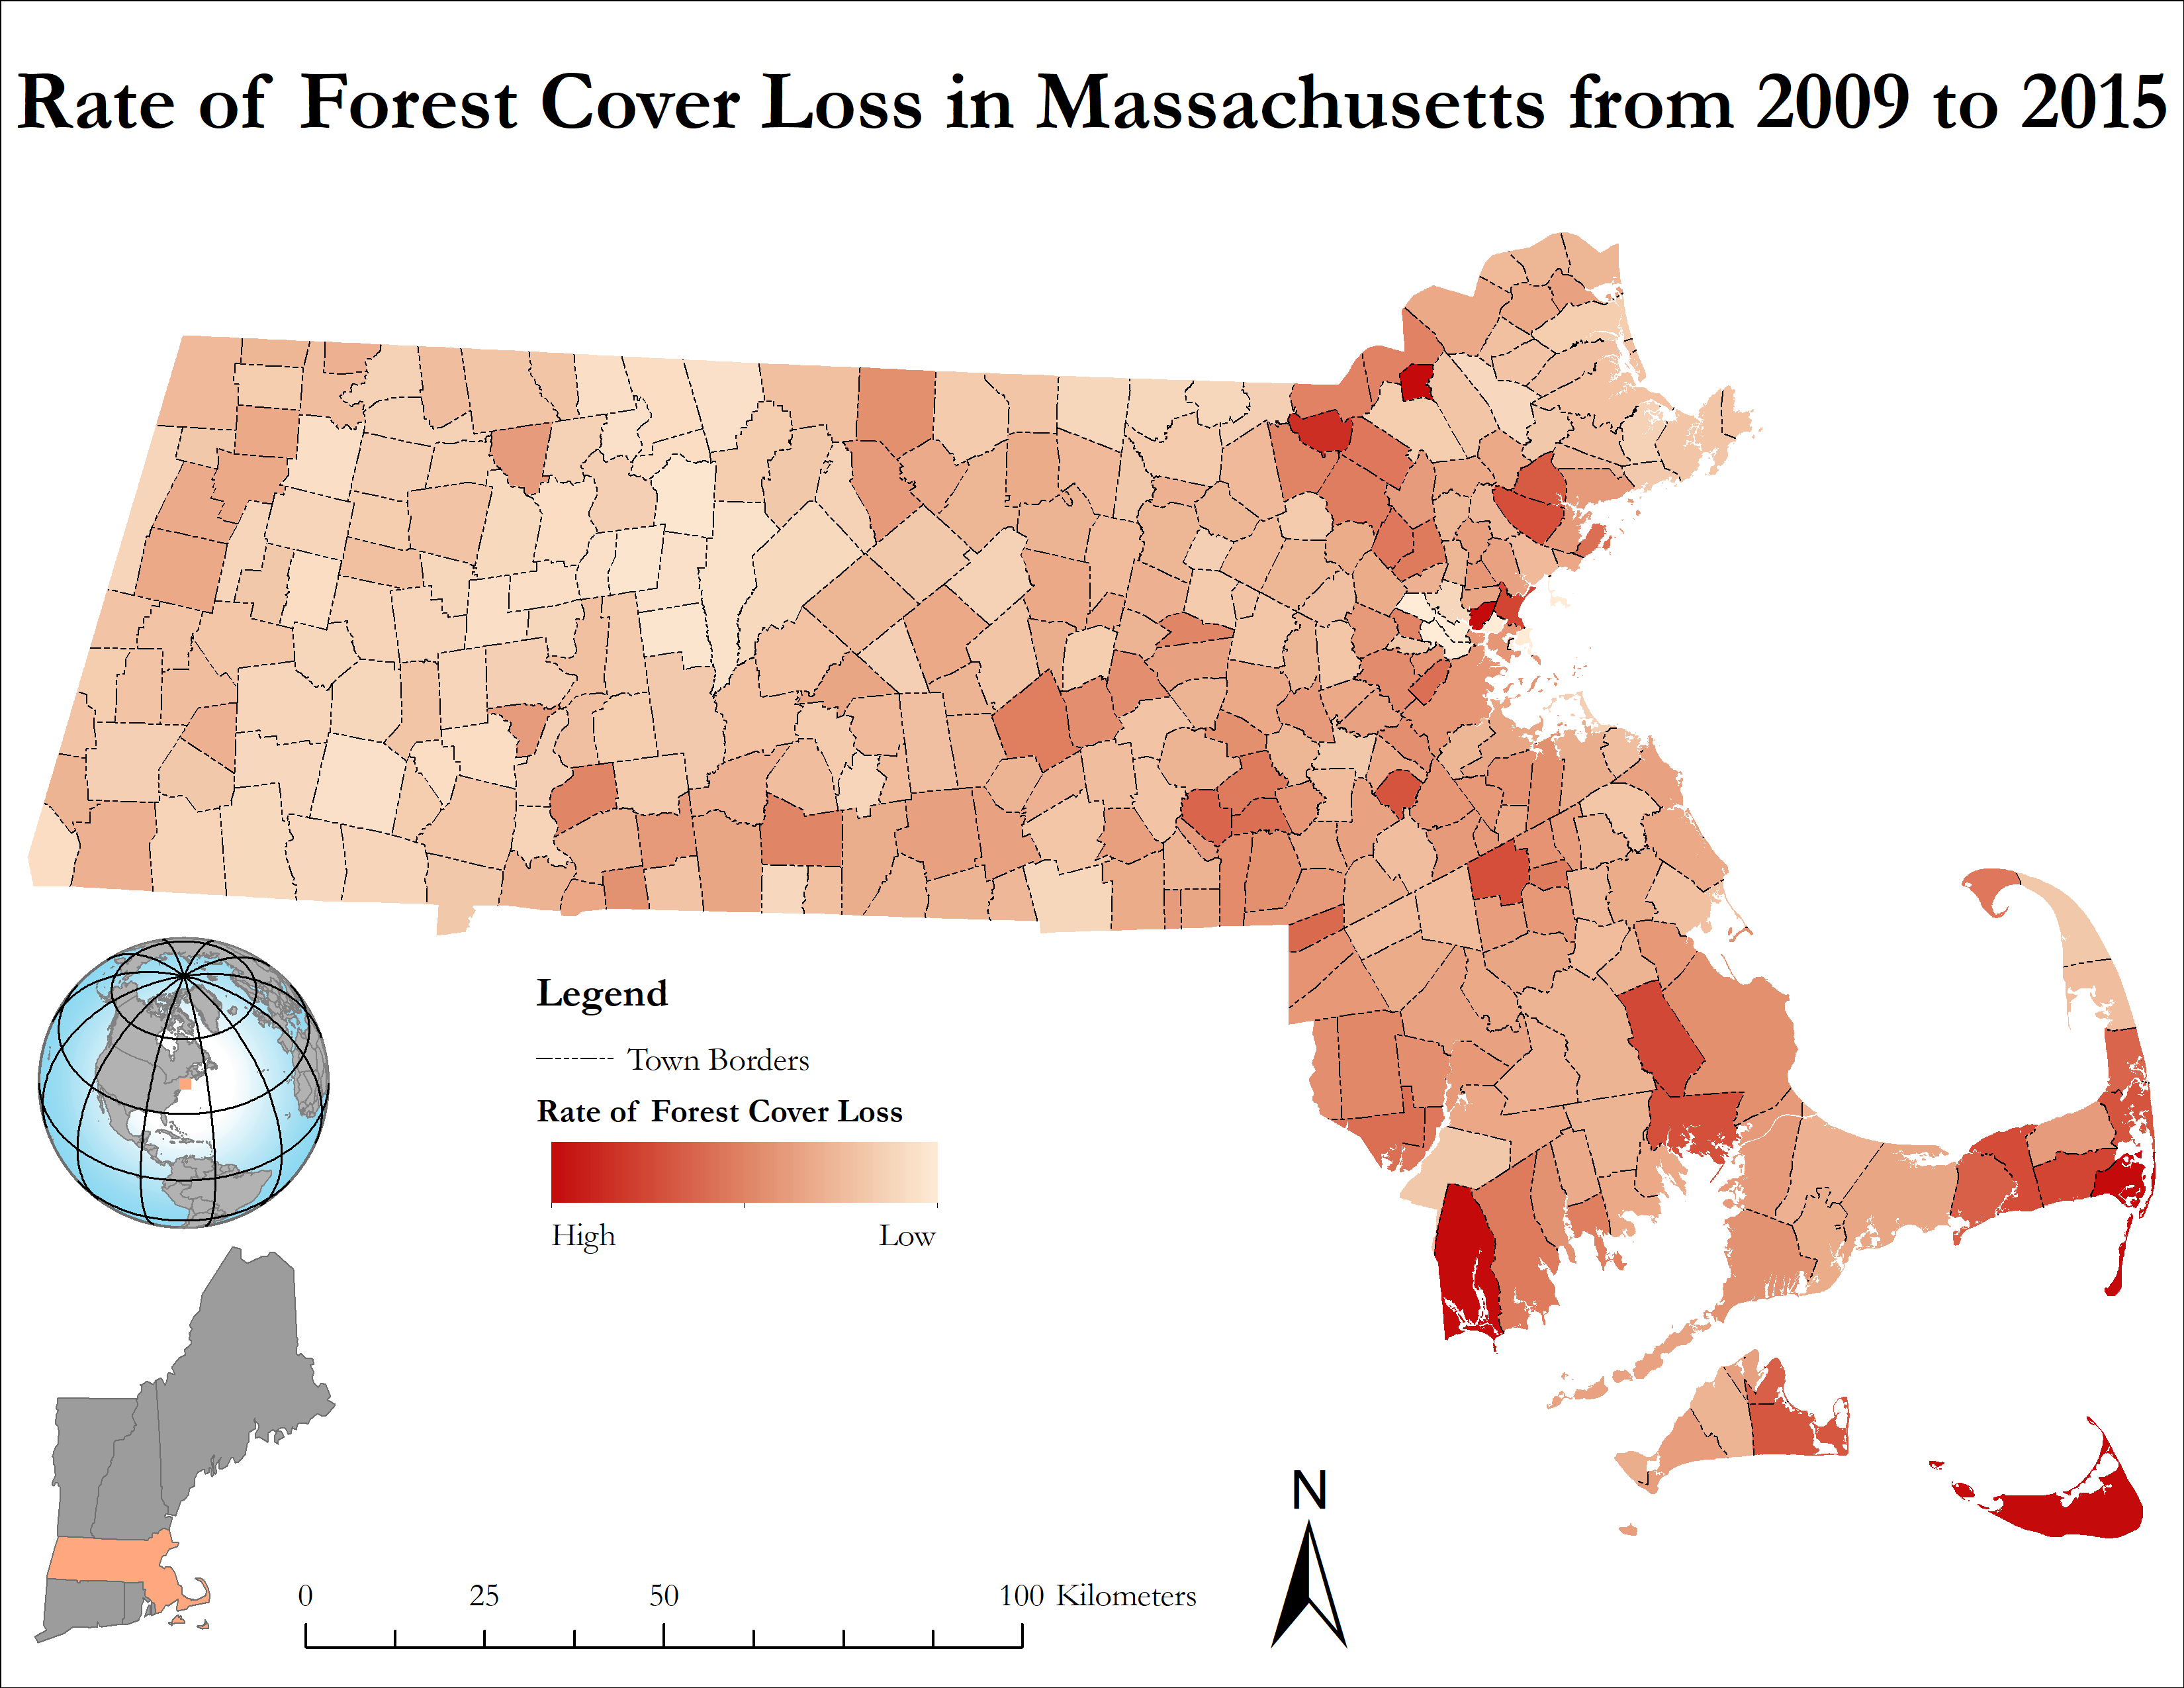 Rate of Forest Cover Loss in Massachusetts from 2009 to 2015
Legend
Town Borders
Rate of Forest Cover Loss
High Low
N
0 25 50 100 Kilometers